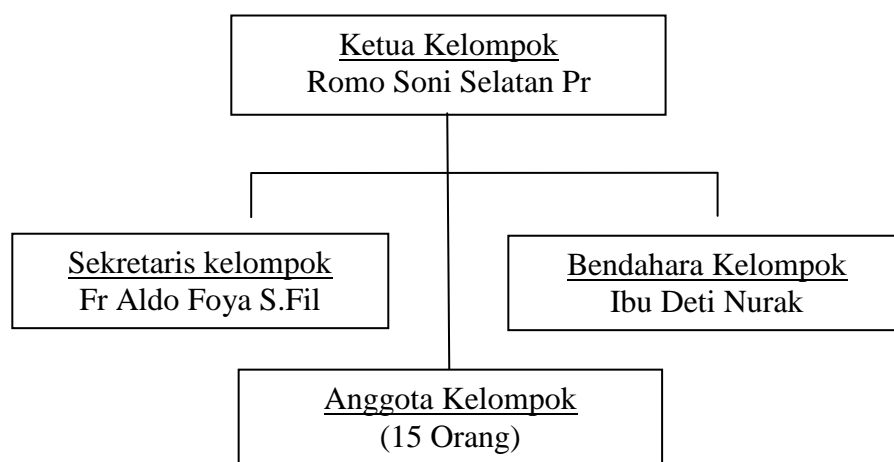 Ketua Kelompok
Romo Soni Selatan Pr
Sekretaris kelompok
Fr Aldo Foya S.Fil
Bendahara Kelompok
Ibu Deti Nurak
Anggota Kelompok
(15 Orang)